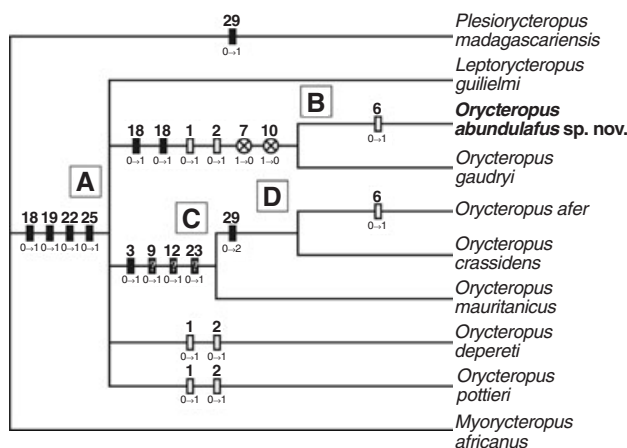 29
0→1
Plesiorycteropus
madagascariensis
Leptorycteropus
guilielmi
B
18 18 1 2 7 10
0→1 0→1 0→1 0→1 1→0 1→0
6
0→1
Orycteropus
abundulafus sp. nov.
Orycteropus
gaudryi
A
18 19 22 25
0→1 0→1 0→1 0→1
C
D
3 9 12 23
0→1 0→1 0→1 0→1
29
0→2
6
0→1
Orycteropus afer
Orycteropus
crassidens
Orycteropus
mauritanicus
1 2
0→1 0→1
Orycteropus
depereti
1 2
0→1 0→1
Orycteropus
pottieri
Myorycteropus
africanus